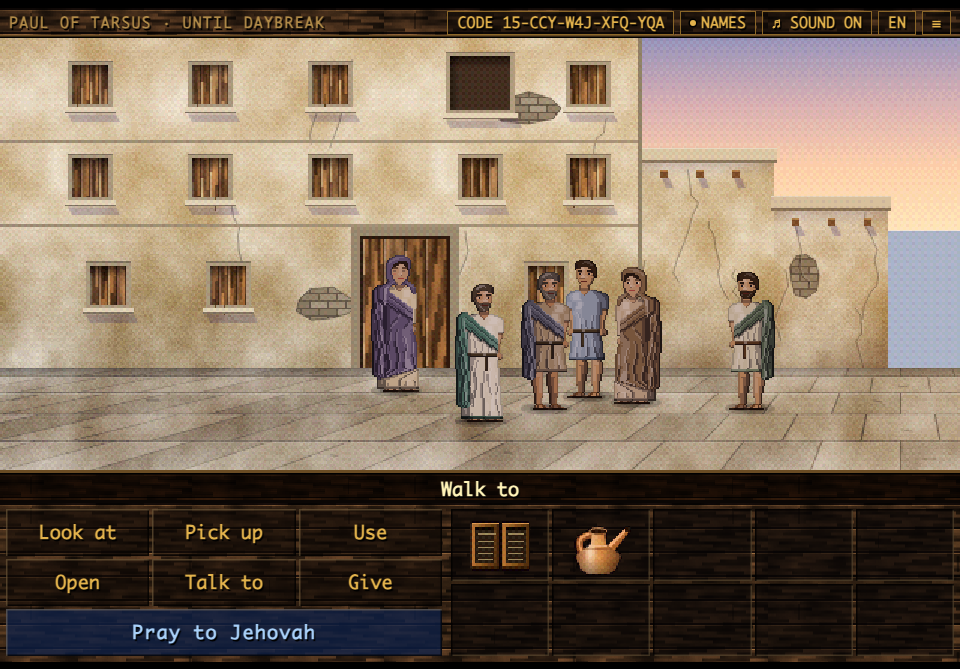 PAUL OF TARSUS · UNTIL DAYBREAK
CODE 15-CCY-W4J-XFQ-YQA
• NAMES
♬ SOUND ON
EN
≡
Walk to
Look at
Pick up
Use
Open
Talk to
Give
Pray to Jehovah